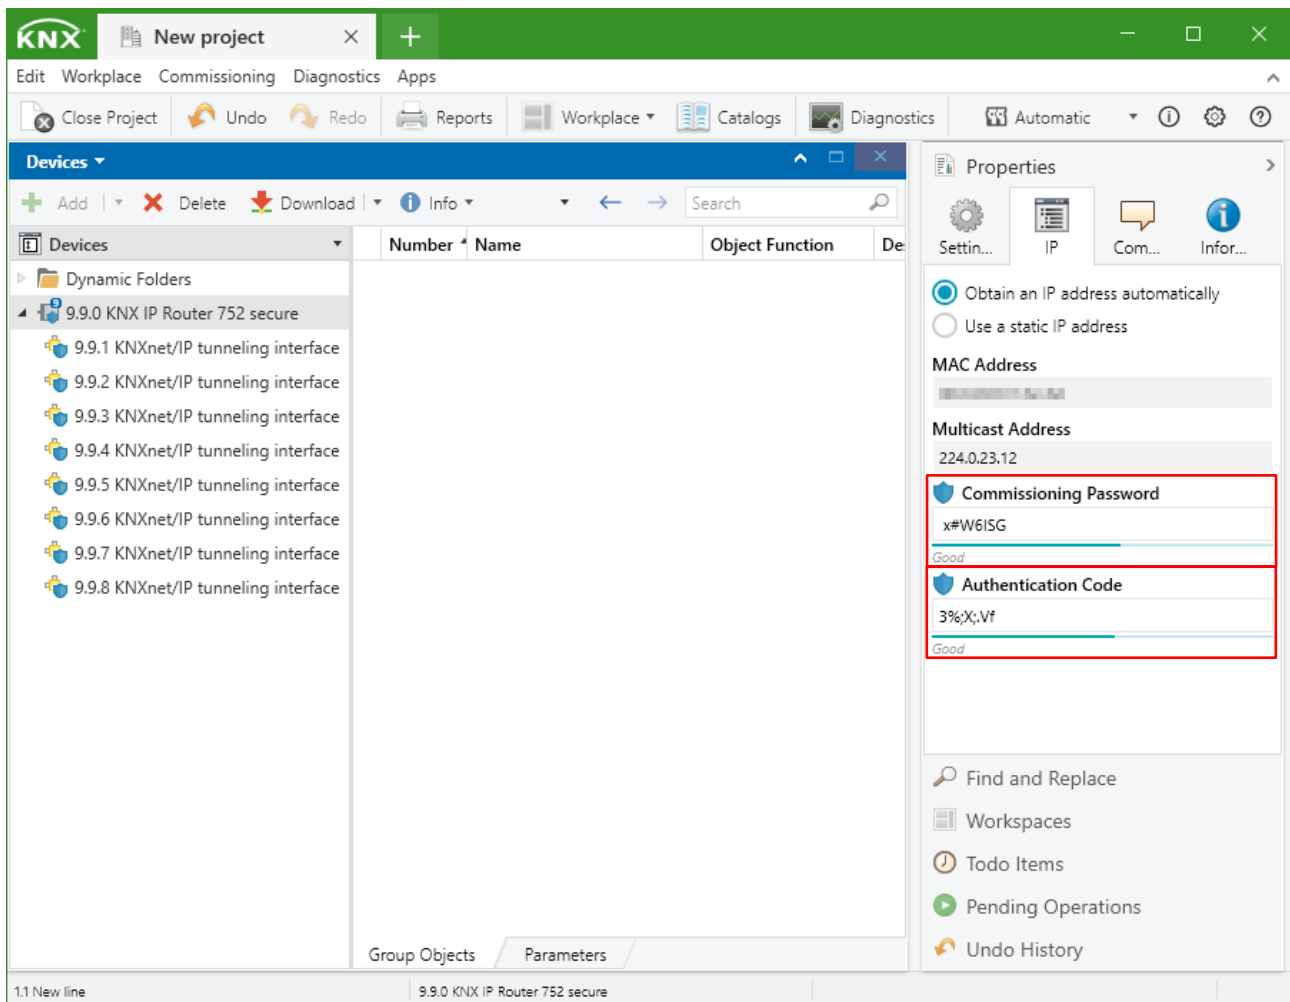 KNX
New project
Edit Workplace Commissioning Diagnostics Apps
Close Project Undo Redo Reports Workplace Catalogs Diagnostics Automatic
Devices
Add Delete Download Info Search
Devices
Number Name Object Function De
Dynamic Folders
9.9.0 KNX IP Router 752 secure
9.9.1 KNXnet/IP tunneling interface
9.9.2 KNXnet/IP tunneling interface
9.9.3 KNXnet/IP tunneling interface
9.9.4 KNXnet/IP tunneling interface
9.9.5 KNXnet/IP tunneling interface
9.9.6 KNXnet/IP tunneling interface
9.9.7 KNXnet/IP tunneling interface
9.9.8 KNXnet/IP tunneling interface
Group Objects Parameters
Properties
Settin... IP Com... Infor...
Obtain an IP address automatically
Use a static IP address
MAC Address
Multicast Address
224.0.23.12
Commissioning Password
x#W6ISG
Good
Authentication Code
3%;X;.Vf
Good
Find and Replace
Workspaces
Todo Items
Pending Operations
Undo History
1.1 New line 9.9.0 KNX IP Router 752 secure